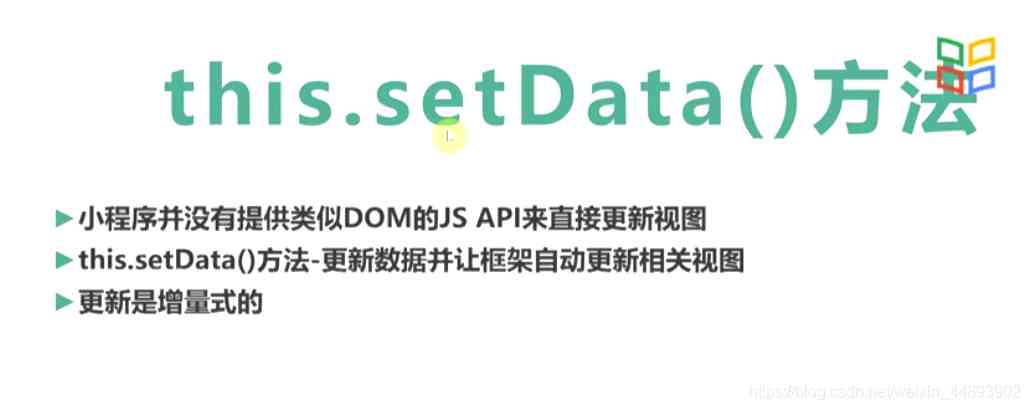 this.setData()方法
小程序并没有提供类似DOM的JS API来直接更新视图
this.setData()方法-更新数据并让框架自动更新相关视图
更新是增量式的
https://blog.csdn.net/weixin_44893902